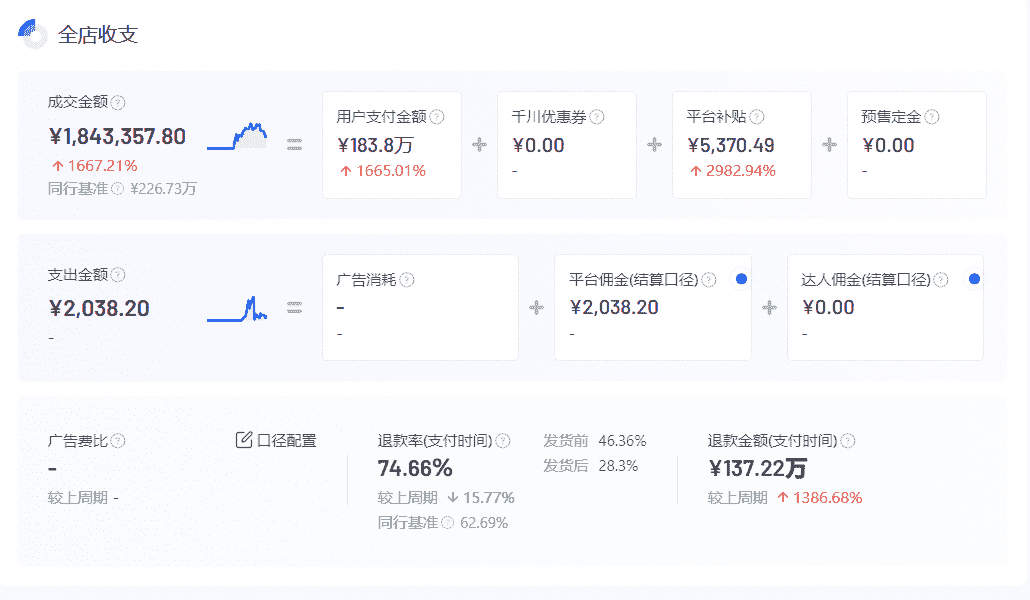 全店收支
成交金额
¥1,843,357.80
↑ 1667.21%
同行基准 ¥226.73万
=
用户支付金额
¥183.8万
↑ 1665.01%
+
千川优惠券
¥0.00
-
+
平台补贴
¥5,370.49
↑ 2982.94%
+
预售定金
¥0.00
-
支出金额
¥2,038.20
-
=
广告消耗
-
-
+
平台佣金(结算口径)
¥2,038.20
-
+
达人佣金(结算口径)
¥0.00
-
广告费比
口径配置
-
较上周期 -
退款率(支付时间)
74.66%
较上周期 ↓ 15.77%
同行基准 62.69%
发货前 46.36%
发货后 28.3%
退款金额(支付时间)
¥137.22万
较上周期 ↑ 1386.68%